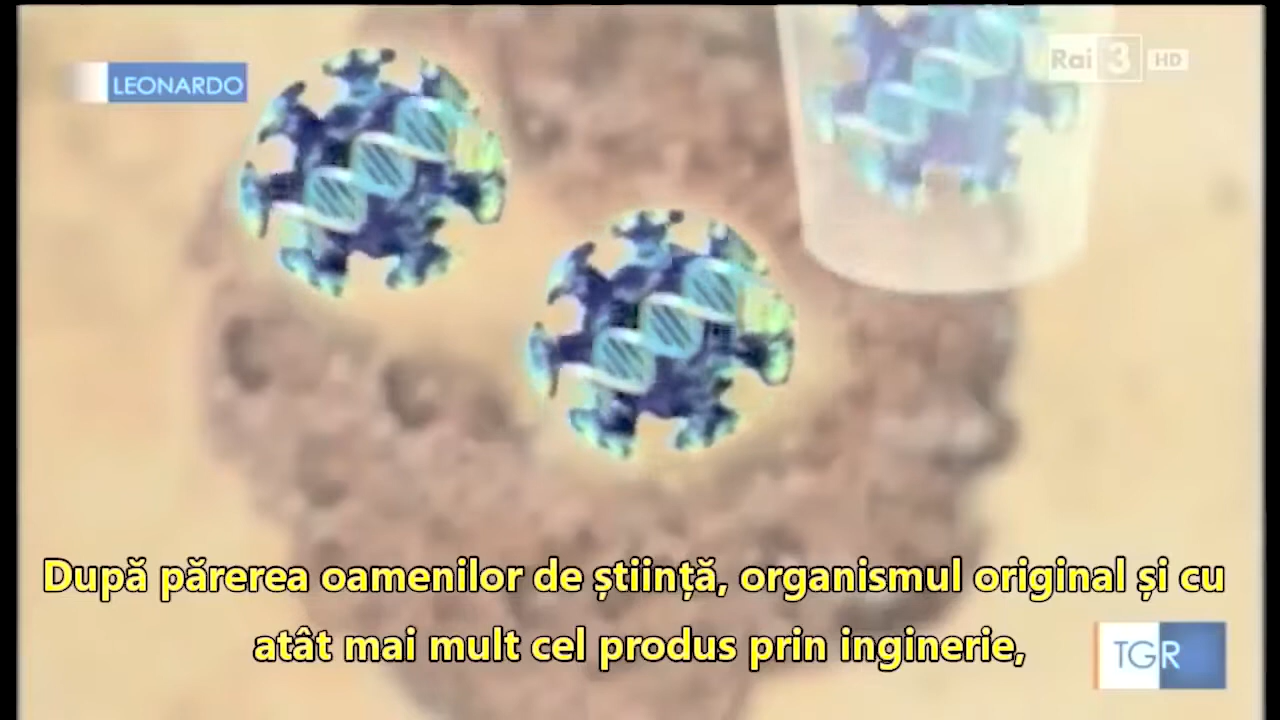 LEONARDO
Rai 3 HD
După părerea oamenilor de știință, organismul original și cu
atât mai mult cel produs prin inginerie,
TGR